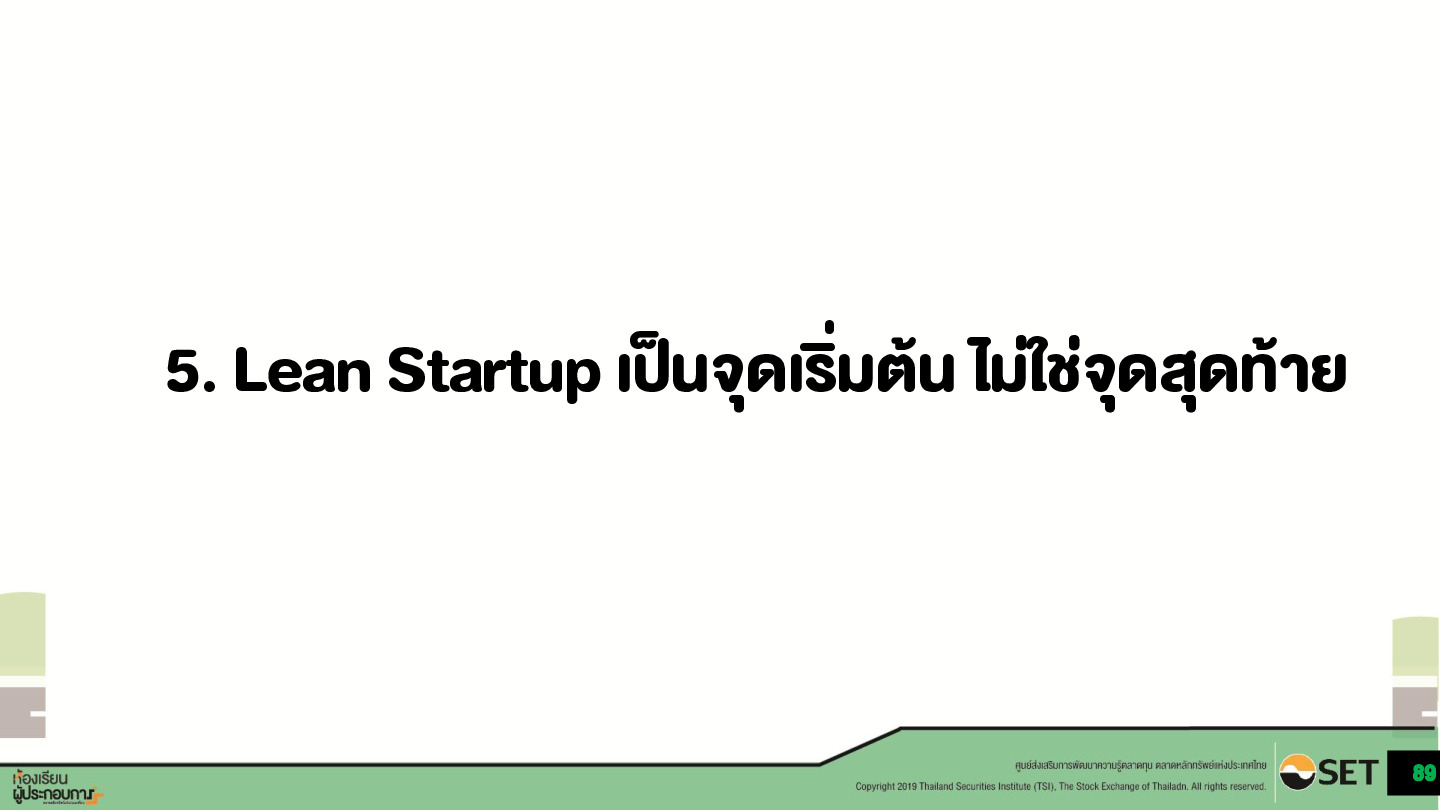 5. Lean Startup เป็นจุดเริ่มต้น ไม่ใช่จุดสุดท้าย
ศูนย์ส่งเสริมการพัฒนาความรู้ตลาดทุน ตลาดหลักทรัพย์แห่งประเทศไทย
Copyright 2019 Thailand Securities Institute (TSI), The Stock Exchange of Thailadn. All rights reserved.
SET
89
ห้องเรียน
ผู้ประกอบการ